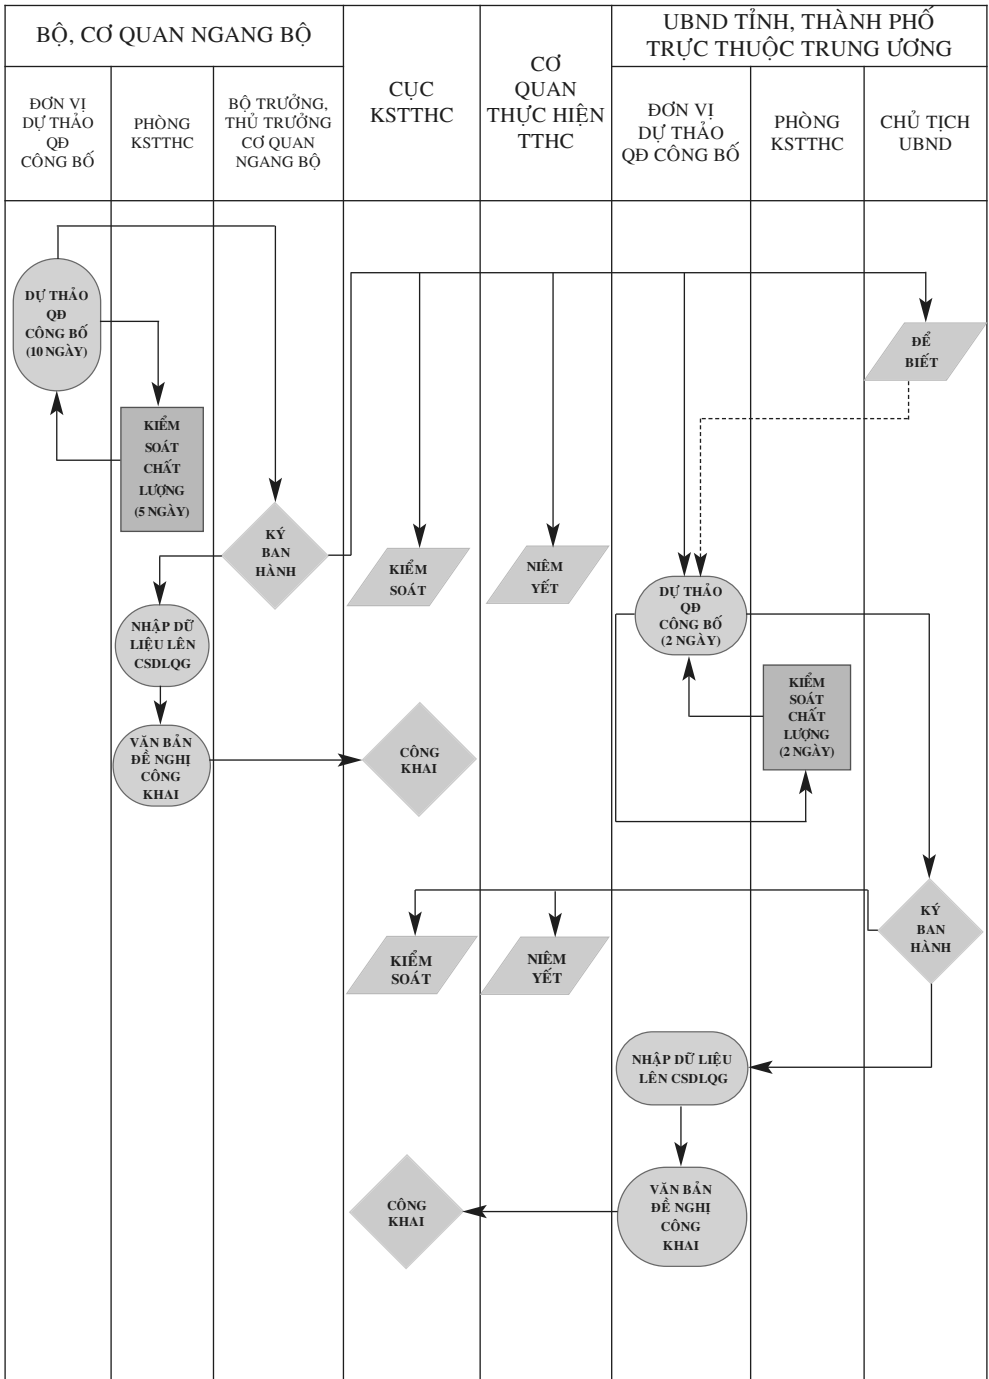 BỘ, CƠ QUAN NGANG BỘ
CỤC
KSTTHC
CƠ
QUAN
THỰC HIỆN
TTHC
UBND TỈNH, THÀNH PHỐ
TRỰC THUỘC TRUNG ƯƠNG
ĐƠN VỊ
DỰ THẢO
QĐ
CÔNG BỐ
PHÒNG
KSTTHC
BỘ TRƯỞNG,
THỦ TRƯỞNG
CƠ QUAN
NGANG BỘ
ĐƠN VỊ
DỰ THẢO
QĐ CÔNG BỐ
PHÒNG
KSTTHC
CHỦ TỊCH
UBND
DỰ THẢO
QĐ
CÔNG BỐ
(10 NGÀY)
ĐỂ
BIẾT
KIỂM
SOÁT
CHẤT
LƯỢNG
(5 NGÀY)
KÝ
BAN
HÀNH
KIỂM
SOÁT
NIÊM
YẾT
DỰ THẢO
QĐ
CÔNG BỐ
(2 NGÀY)
NHẬP DỮ
LIỆU LÊN
CSDLQG
KIỂM
SOÁT
CHẤT
LƯỢNG
(2 NGÀY)
VĂN BẢN
ĐỀ NGHỊ
CÔNG
KHAI
CÔNG
KHAI
KÝ
BAN
HÀNH
KIỂM
SOÁT
NIÊM
YẾT
NHẬP DỮ LIỆU
LÊN CSDLQG
CÔNG
KHAI
VĂN BẢN
ĐỀ NGHỊ
CÔNG
KHAI